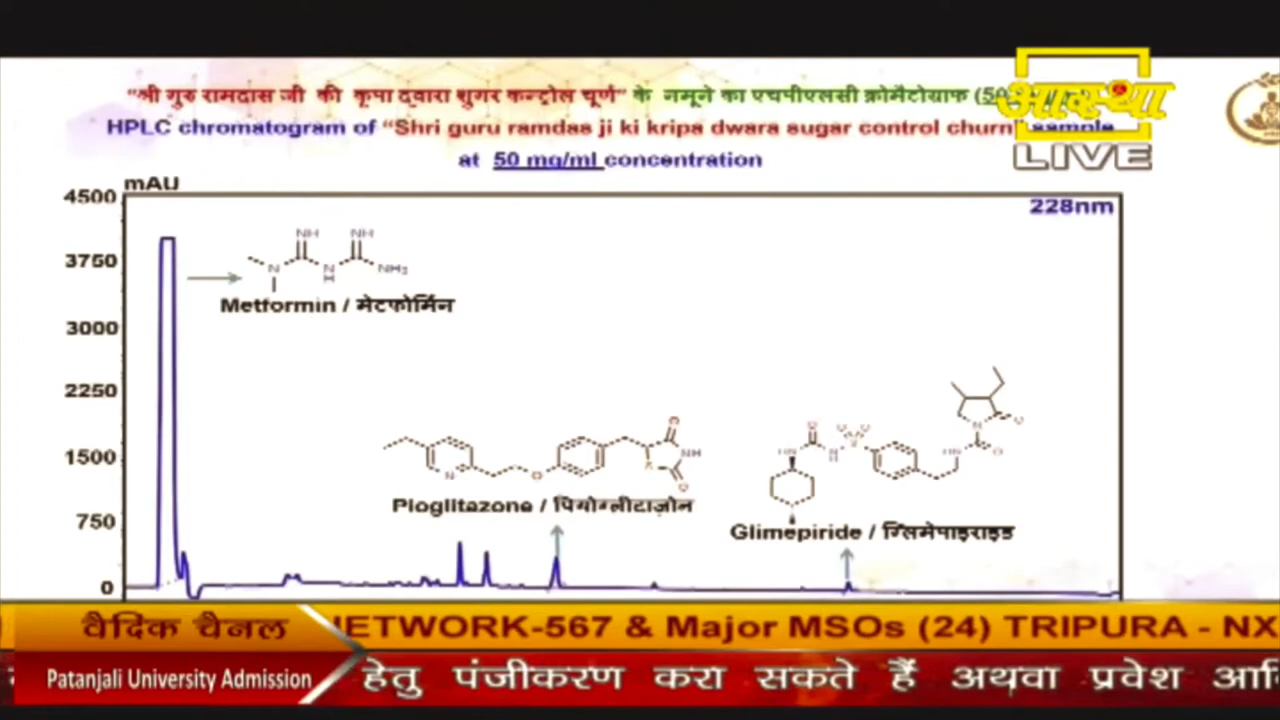 "श्री गुरु रामदास जी की कृपा द्वारा शुगर कन्ट्रोल चूर्ण" के नमूने का एचपीएलसी क्रोमैटोग्राफ (50
HPLC chromatogram of "Shri guru ramdas ji ki kripa dwara sugar control churn sample
at 50 mg/ml concentration
आस्था
LIVE
mAU
228nm
4500
3750
3000
2250
1500
750
0
NH NH
N N NH2
H
Metformin / मेटफोर्मिन
O
N O S NH
O
Pioglitazone / पियोग्लीटाज़ोन
Glimepiride / ग्लिमेपाइराइड
वैदिक चैनल
NETWORK-567 & Major MSOs (24) TRIPURA - NX
Patanjali University Admission
हेतु पंजीकरण करा सकते हैं अथवा प्रवेश